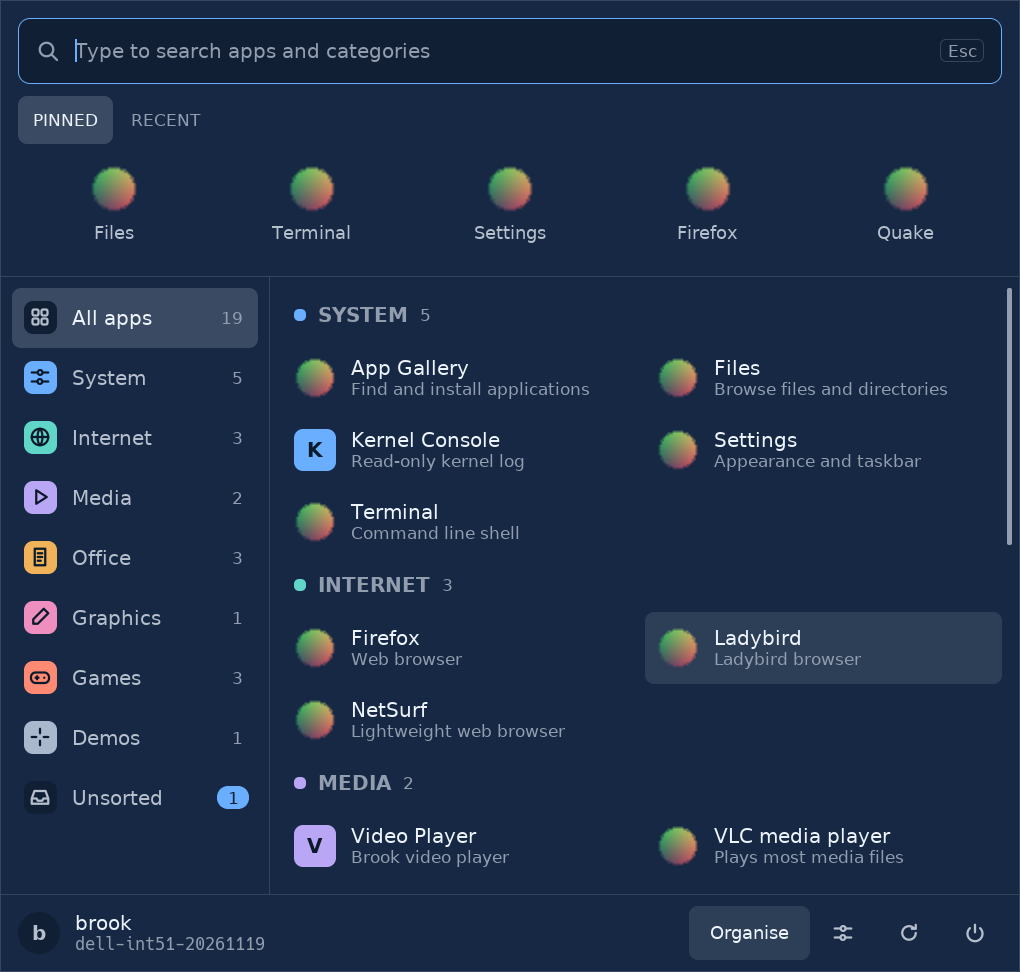 Type to search apps and categories
Esc
PINNED
RECENT
Files
Terminal
Settings
Firefox
Quake
All apps 19
System 5
Internet 3
Media 2
Office 3
Graphics 1
Games 3
Demos 1
Unsorted 1
SYSTEM 5
App Gallery
Find and install applications
Files
Browse files and directories
K
Kernel Console
Read-only kernel log
Settings
Appearance and taskbar
Terminal
Command line shell
INTERNET 3
Firefox
Web browser
Ladybird
Ladybird browser
NetSurf
Lightweight web browser
MEDIA 2
V
Video Player
Brook video player
VLC media player
Plays most media files
b
brook
dell-int51-20261119
Organise